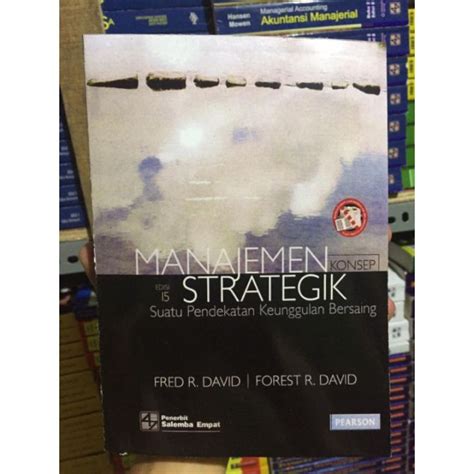 Hansen
Mowen
Managerial Accounting
Akuntansi Manajerial
MANAJEMEN
KONSEP
EDISI
15
STRATEGIK
Suatu Pendekatan Keunggulan Bersaing
FRED R. DAVID | FOREST R. DAVID
Penerbit
Salemba Empat
PEARSON